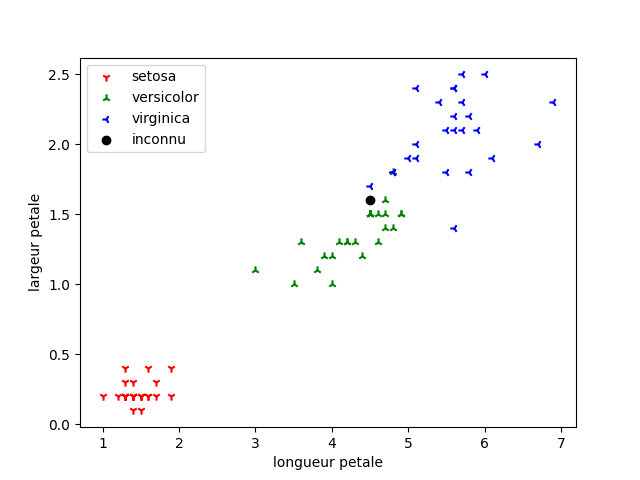 setosa
versicolor
virginica
inconnu
2.5
2.0
1.5
1.0
0.5
0.0
largeur petale
1 2 3 4 5 6 7
longueur petale